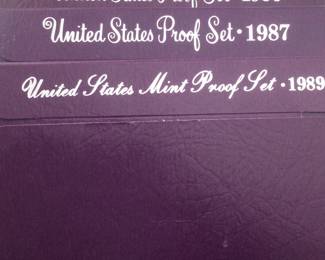 United States Proof Set · 1987
United States Mint Proof Set · 1989